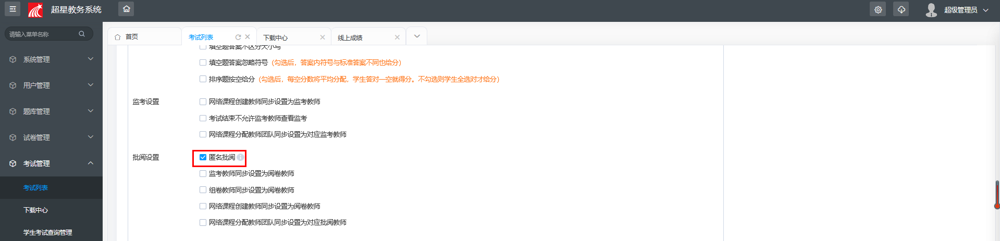 超星教务系统
超级管理员
请输入菜单名称
首页
考试列表
下载中心
线上成绩
系统管理
用户管理
题库管理
试卷管理
考试管理
考试列表
下载中心
学生考试查询管理
填空题答案不区分大小写
填空题答案忽略符号（勾选后，答案内符号与标准答案不同也给分）
排序题按空给分（勾选后，每空分数将平均分配，学生答对一空就得分。不勾选则学生全选对才给分）
监考设置
网络课程创建教师同步设置为监考教师
考试结束不允许监考教师查看监考
网络课程分配教师团队同步设置为对应监考教师
批阅设置
匿名批阅
监考教师同步设置为阅卷教师
组卷教师同步设置为阅卷教师
网络课程创建教师同步设置为阅卷教师
网络课程分配教师团队同步设置为对应批阅教师